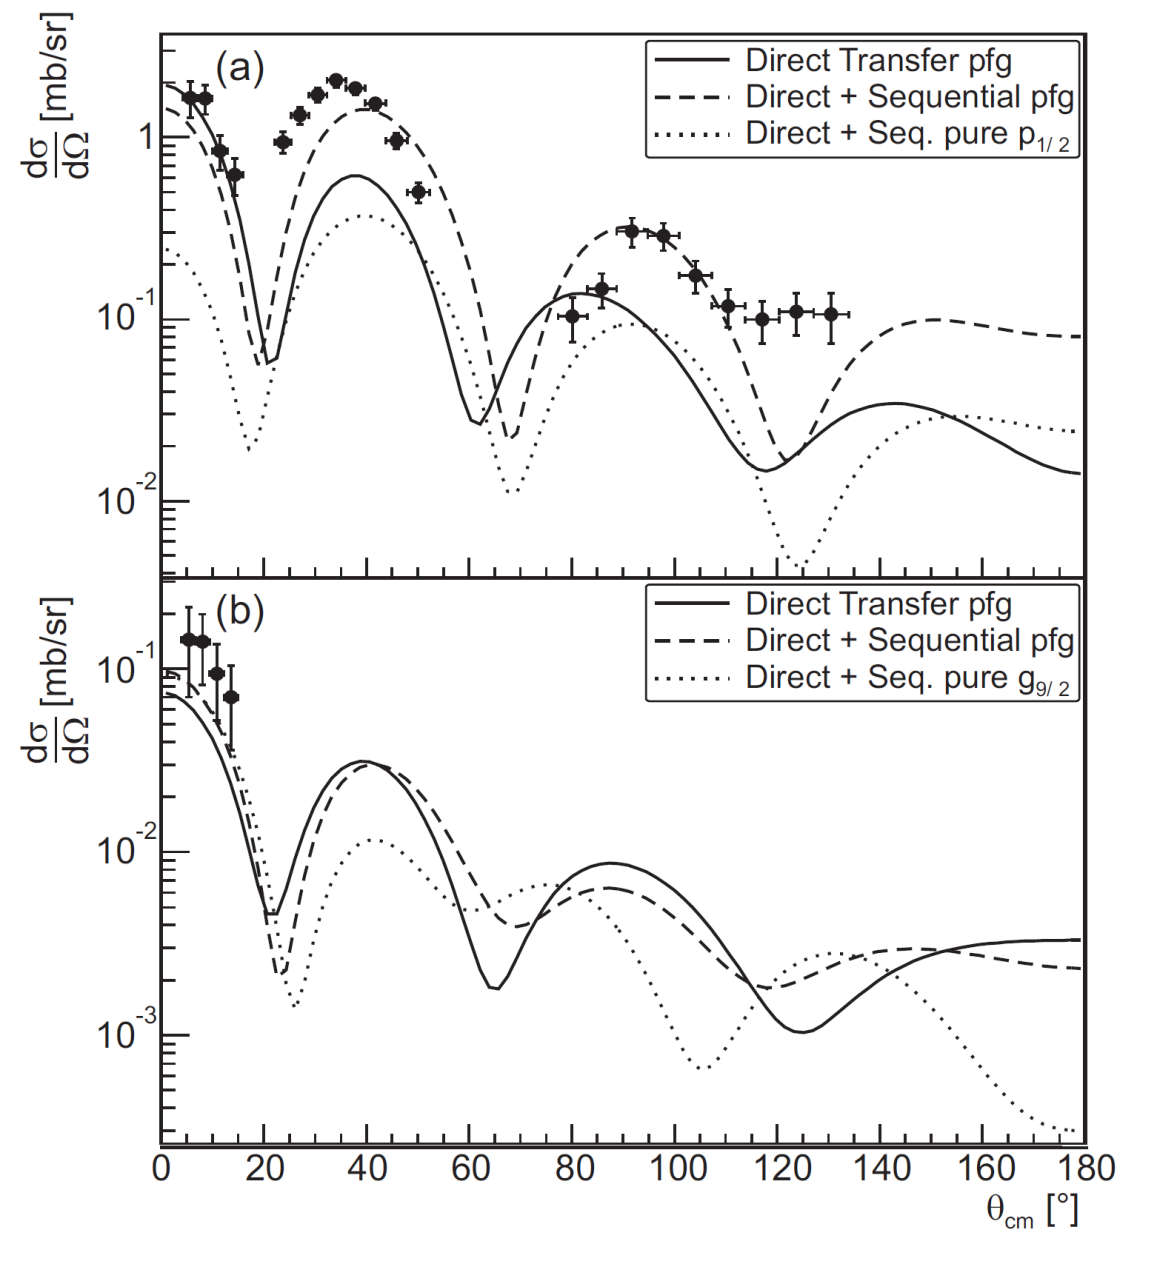 (a)
Direct Transfer pfg
Direct + Sequential pfg
Direct + Seq. pure p1/2
dσ/dΩ [mb/sr]
1
10-1
10-2
(b)
Direct Transfer pfg
Direct + Sequential pfg
Direct + Seq. pure g9/2
dσ/dΩ [mb/sr]
10-1
10-2
10-3
0 20 40 60 80 100 120 140 160 180
θcm [°]